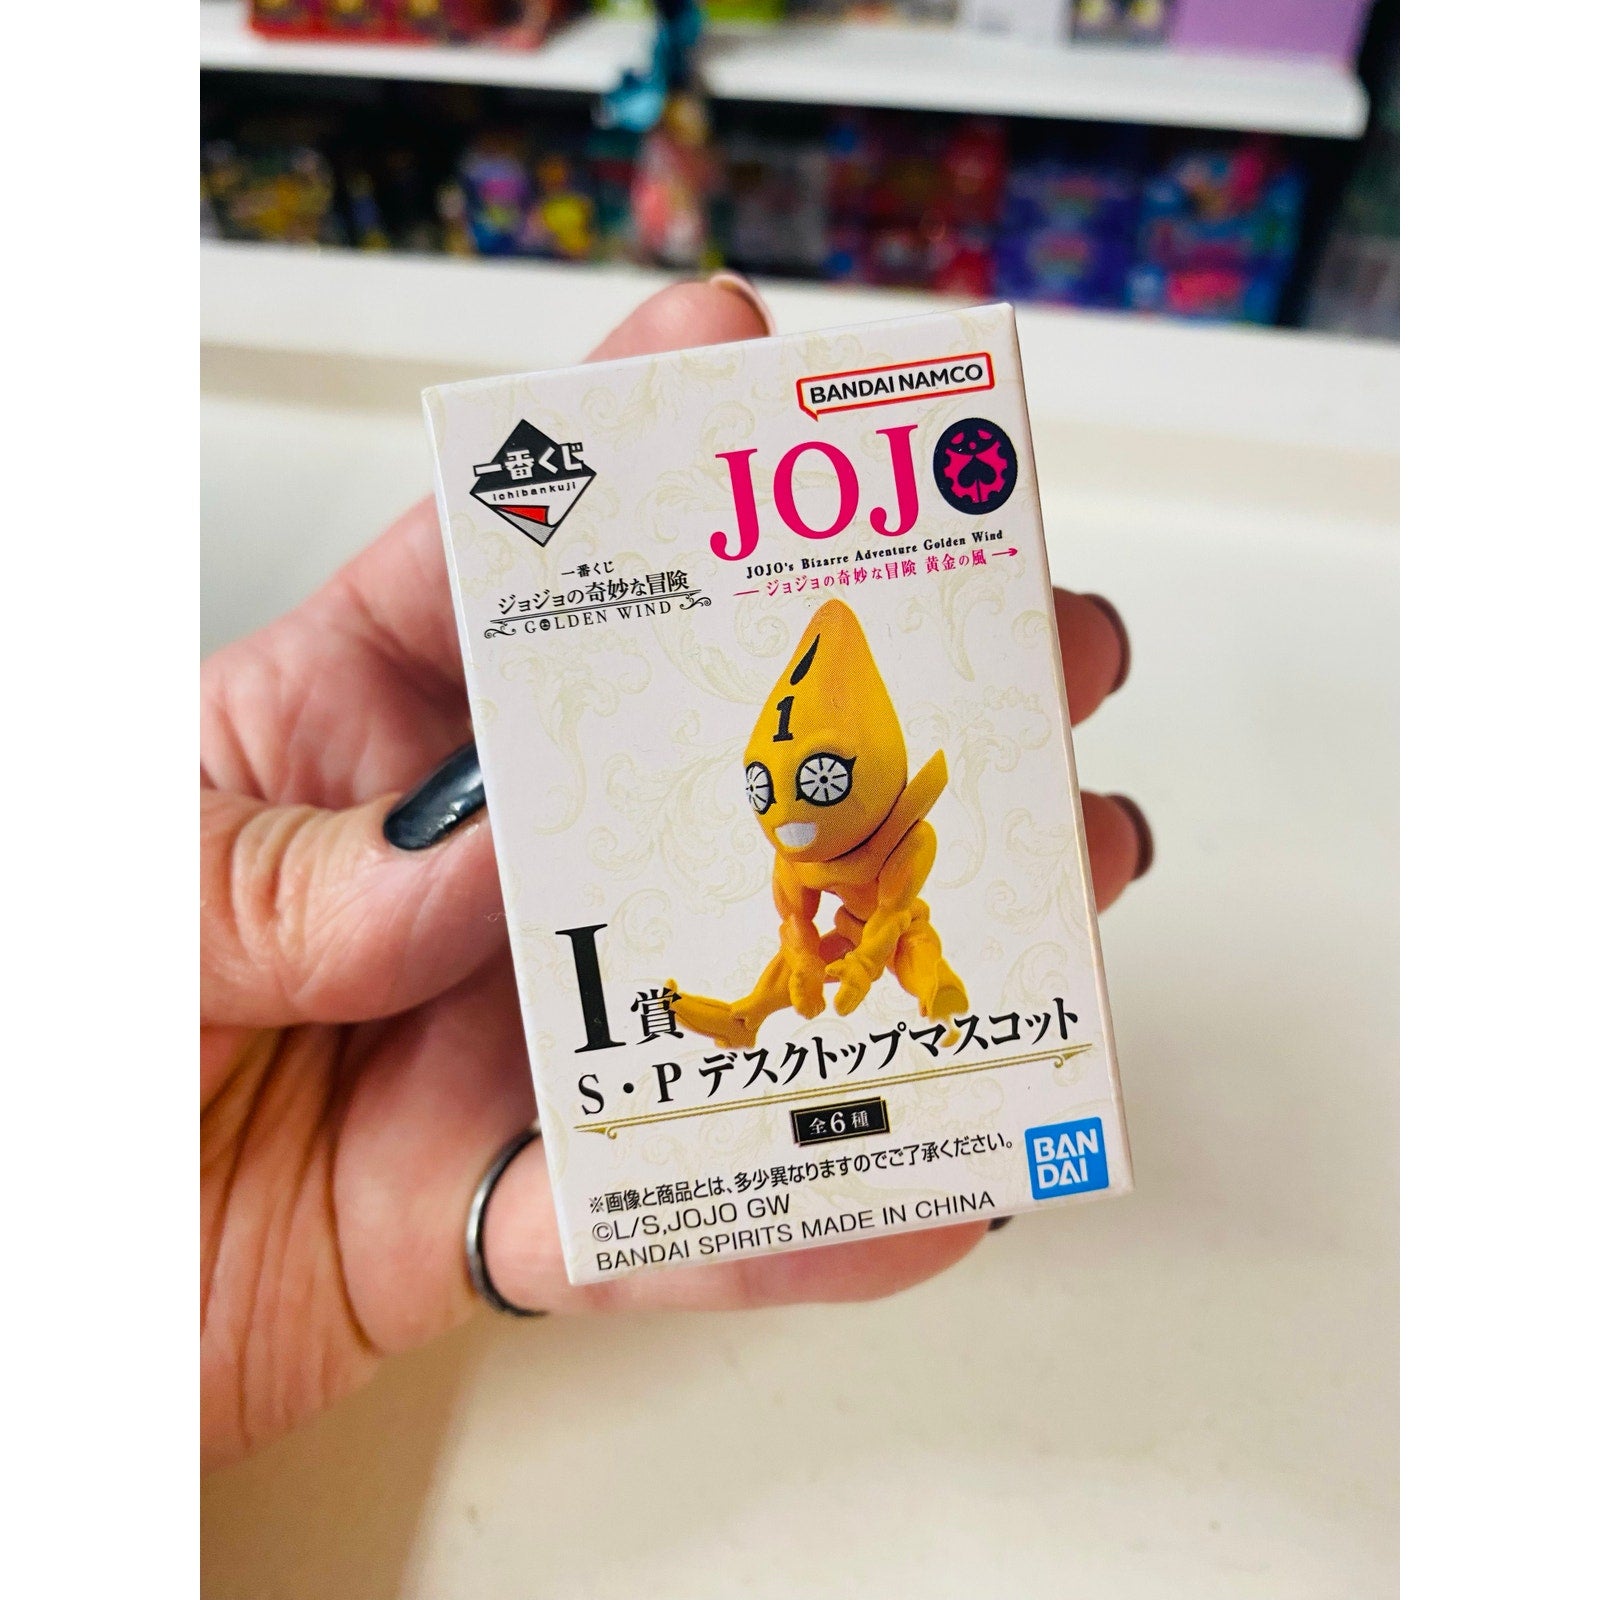 BANDAI NAMCO
一番くじ
ichibankuji
JOJO
JOJO's Bizarre Adventure Golden Wind
ジョジョの奇妙な冒険 黄金の風
一番くじ
ジョジョの奇妙な冒険
GOLDEN WIND
1
I賞
S・P デスクトップマスコット
全6種
※画像と商品とは、多少異なりますのでご了承ください。
©L/S,JOJO GW
BANDAI SPIRITS MADE IN CHINA
BAN
DAI